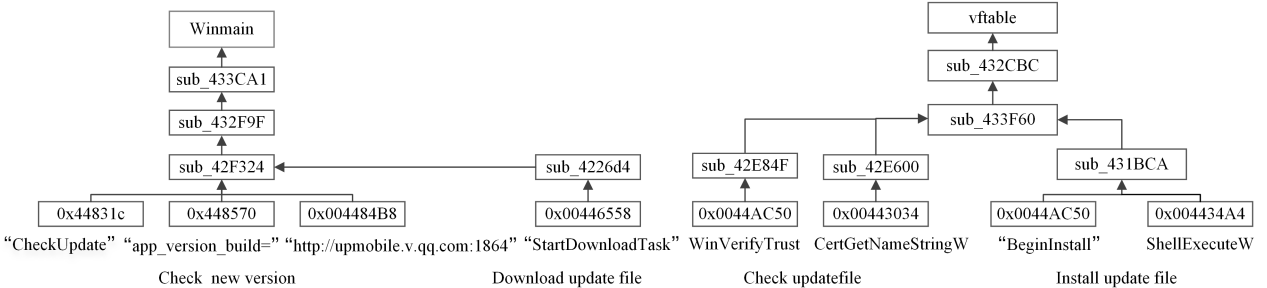 Winmain
vftable
sub_433CA1
sub_432CBC
sub_432F9F
sub_433F60
sub_42F324
sub_4226d4
sub_42E84F
sub_42E600
sub_431BCA
0x44831c
0x448570
0x004484B8
0x00446558
0x0044AC50
0x00443034
0x0044AC50
0x004434A4
“CheckUpdate”
“app_version_build=”
“http://upmobile.v.qq.com:1864”
“StartDownloadTask”
WinVerifyTrust
CertGetNameStringW
“BeginInstall”
ShellExecuteW
Check new version
Download update file
Check updatefile
Install update file